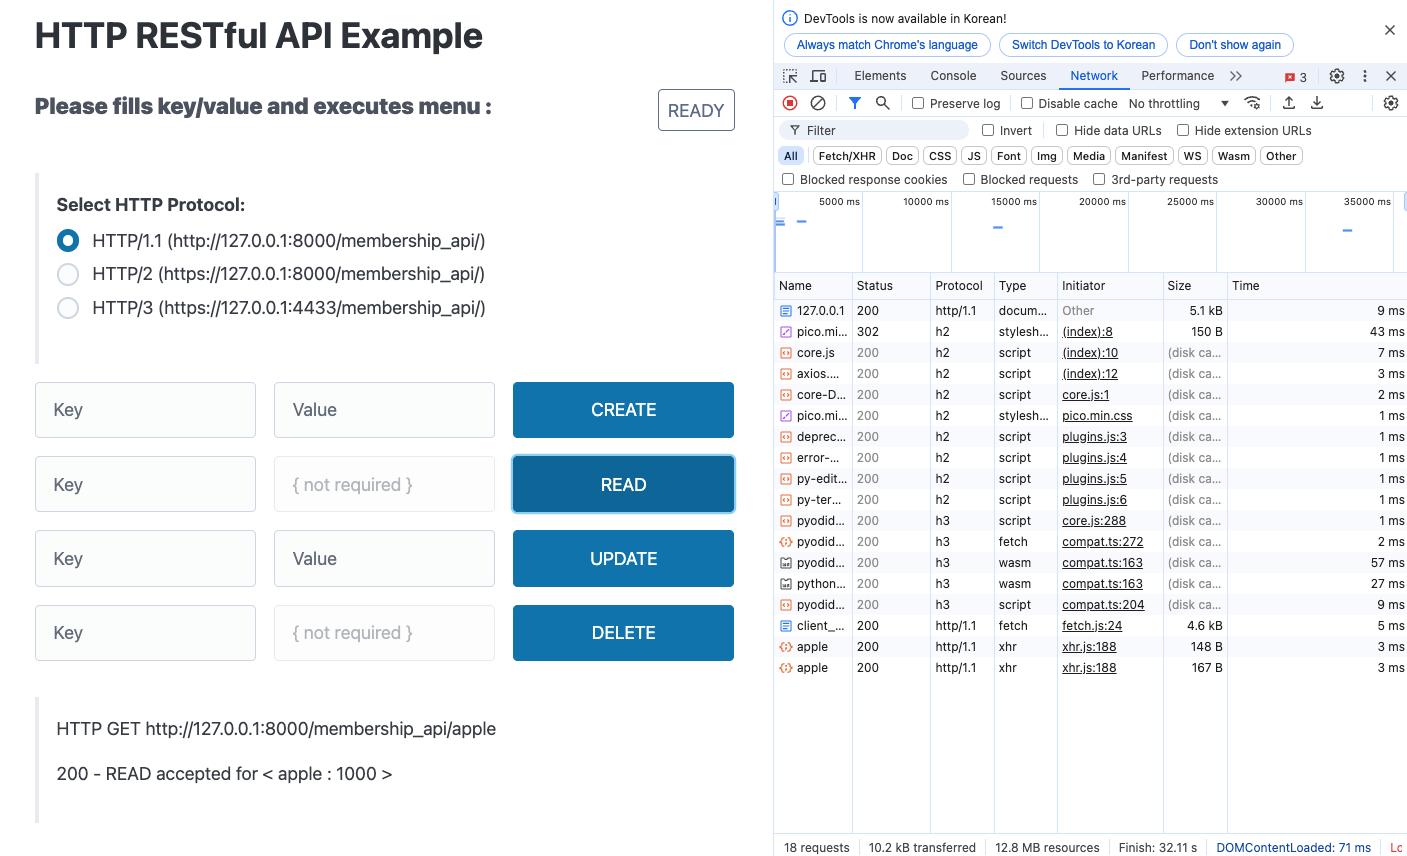 HTTP RESTful API Example
Please fills key/value and executes menu :
READY
Select HTTP Protocol:
HTTP/1.1 (http://127.0.0.1:8000/membership_api/)
HTTP/2 (https://127.0.0.1:8000/membership_api/)
HTTP/3 (https://127.0.0.1:4433/membership_api/)
Key Value CREATE
Key { not required } READ
Key Value UPDATE
Key { not required } DELETE
HTTP GET http://127.0.0.1:8000/membership_api/apple
200 - READ accepted for < apple : 1000 >
DevTools is now available in Korean!
Always match Chrome's language Switch DevTools to Korean Don't show again
Elements Console Sources Network Performance 3
Preserve log Disable cache No throttling
Filter Invert Hide data URLs Hide extension URLs
All Fetch/XHR Doc CSS JS Font Img Media Manifest WS Wasm Other
Blocked response cookies Blocked requests 3rd-party requests
5000 ms 10000 ms 15000 ms 20000 ms 25000 ms 30000 ms 35000 ms
Name Status Protocol Type Initiator Size Time
127.0.0.1 200 http/1.1 docum... Other 5.1 kB 9 ms
pico.mi... 302 h2 stylesh... (index):8 150 B 43 ms
core.js 200 h2 script (index):10 (disk ca... 7 ms
axios.... 200 h2 script (index):12 (disk ca... 3 ms
core-D... 200 h2 script core.js:1 (disk ca... 2 ms
pico.mi... 200 h2 stylesh... pico.min.css (disk ca... 1 ms
deprec... 200 h2 script plugins.js:3 (disk ca... 1 ms
error-... 200 h2 script plugins.js:4 (disk ca... 1 ms
py-edit... 200 h2 script plugins.js:5 (disk ca... 1 ms
py-ter... 200 h2 script plugins.js:6 (disk ca... 1 ms
pyodid... 200 h3 script core.js:288 (disk ca... 1 ms
pyodid... 200 h3 fetch compat.ts:272 (disk ca... 2 ms
pyodid... 200 h3 wasm compat.ts:163 (disk ca... 57 ms
python... 200 h3 wasm compat.ts:163 (disk ca... 27 ms
pyodid... 200 h3 script compat.ts:204 (disk ca... 9 ms
client_... 200 http/1.1 fetch fetch.js:24 4.6 kB 5 ms
apple 200 http/1.1 xhr xhr.js:188 148 B 3 ms
apple 200 http/1.1 xhr xhr.js:188 167 B 3 ms
18 requests 10.2 kB transferred 12.8 MB resources Finish: 32.11 s DOMContentLoaded: 71 ms Lo